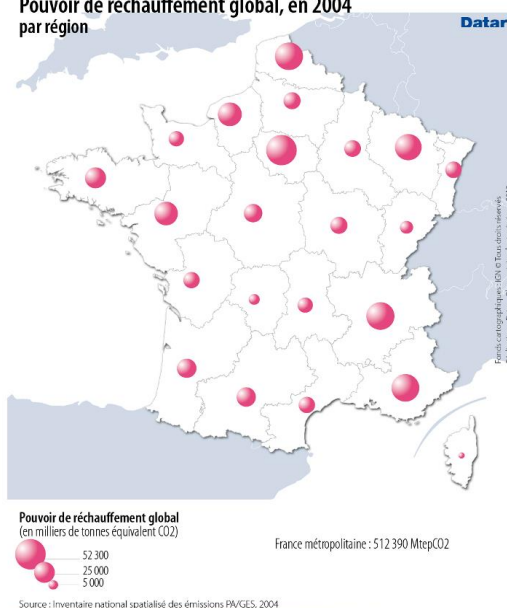 Pouvoir de réchauffement global, en 2004
par région
Datar
Fonds cartographiques : IGN © Tous droits réservés
Pouvoir de réchauffement global
(en milliers de tonnes équivalent CO2)
52 300
25 000
5 000
France métropolitaine : 512 390 MtepCO2
Source : Inventaire national spatialisé des émissions PA/GES, 2004